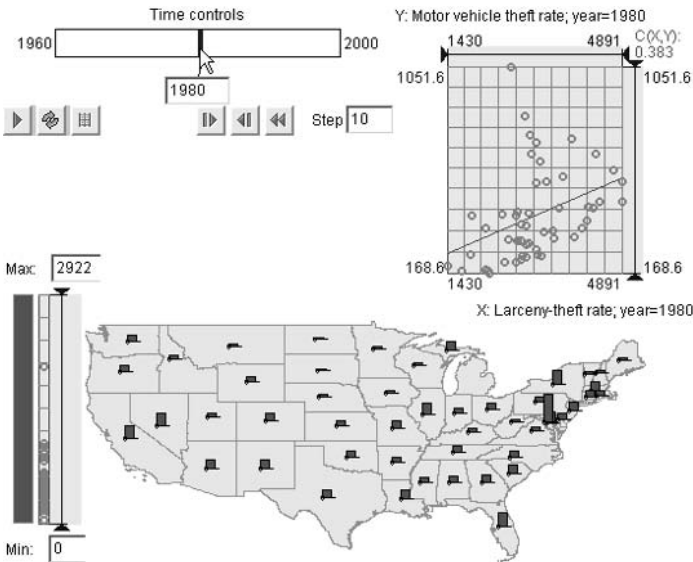 Time controls
1960
2000
1980
Step 10
Y: Motor vehicle theft rate; year=1980
C(X,Y):
0.383
1430 4891
1051.6
1051.6
168.6
168.6
1430 4891
X: Larceny-theft rate; year=1980
Max: 2922
Min: 0